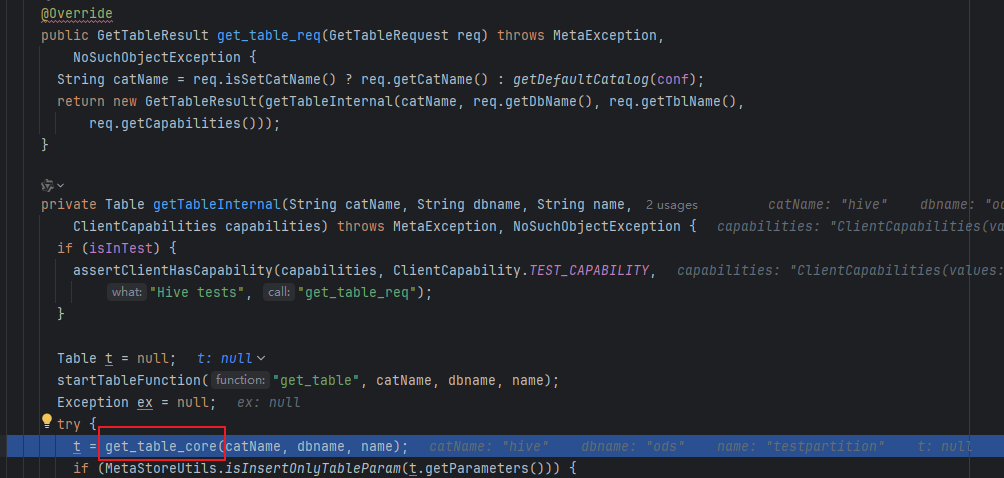 @Override
public GetTableResult get_table_req(GetTableRequest req) throws MetaException,
NoSuchObjectException {
String catName = req.isSetCatName() ? req.getCatName() : getDefaultCatalog(conf);
return new GetTableResult(getTableInternal(catName, req.getDbName(), req.getTblName(),
req.getCapabilities()));
}
private Table getTableInternal(String catName, String dbname, String name, 2 usages catName: "hive" dbname: "od
ClientCapabilities capabilities) throws MetaException, NoSuchObjectException { capabilities: "ClientCapabilities(va
if (isInTest) {
assertClientHasCapability(capabilities, ClientCapability.TEST_CAPABILITY, capabilities: "ClientCapabilities(values:
what: "Hive tests", call: "get_table_req");
}
Table t = null; t: null
startTableFunction( function: "get_table", catName, dbname, name);
Exception ex = null; ex: null
try {
t = get_table_core(catName, dbname, name); catName: "hive" dbname: "ods" name: "testpartition" t: null
if (MetaStoreUtils.isInsertOnlyTableParam(t.getParameters())) {